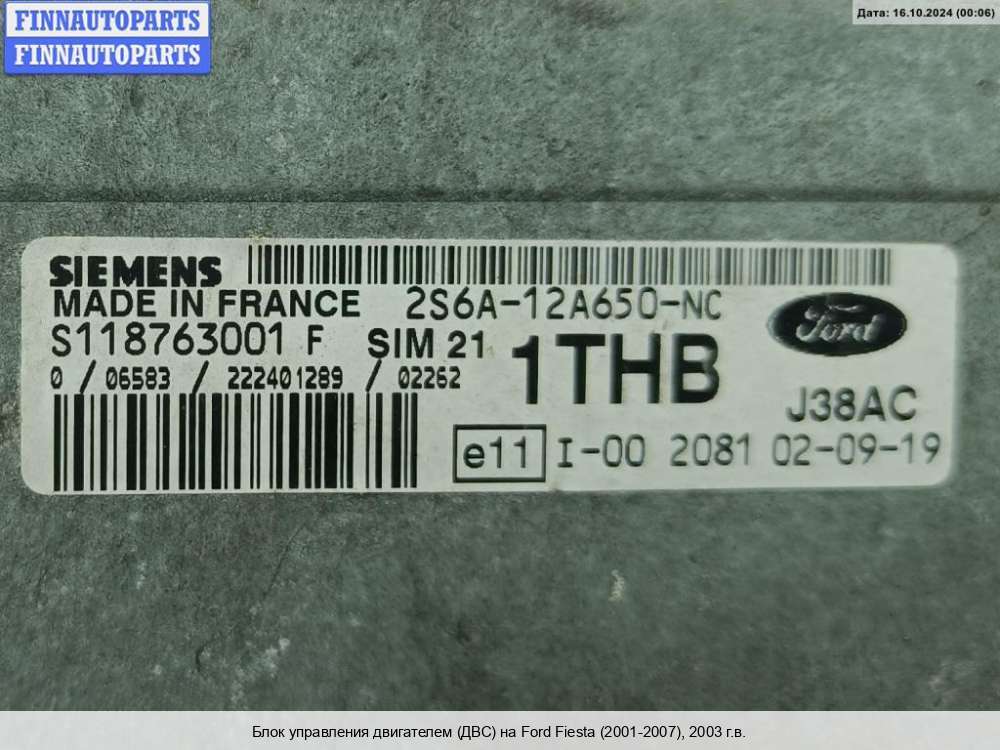 FINNAUTOPARTS
FINNAUTOPARTS
Дата: 16.10.2024 (00:06)
SIEMENS
MADE IN FRANCE 2S6A-12A650-NC
S118763001 F SIM 21 1THB Ford
0 / 06583 / 222401289 / 02262
J38AC
e11 I-00 2081 02-09-19
Блок управления двигателем (ДВС) на Ford Fiesta (2001-2007), 2003 г.в.